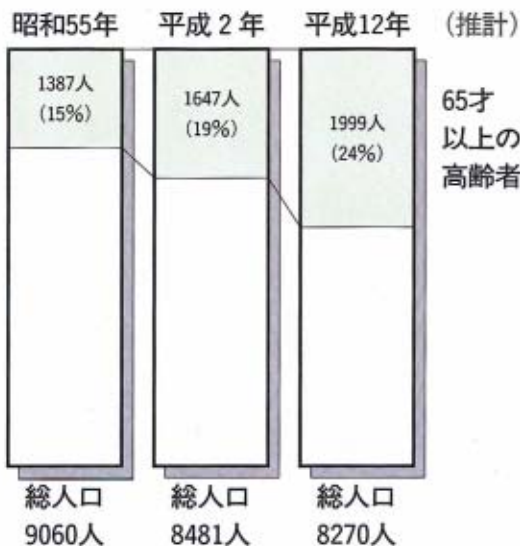 昭和55年
平成2年
平成12年
(推計)
1387人
(15%)
1647人
(19%)
1999人
(24%)
65才
以上の
高齢者
総人口
9060人
総人口
8481人
総人口
8270人